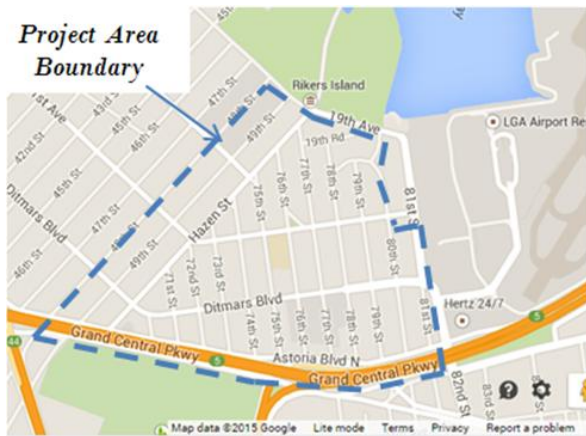 Project Area
Boundary
47th St
48th St
49th St
Rikers Island
19th Ave
19th Rd
LGA Airport Re
43rd St
45th St
46th St
42nd St
1st Ave
45th St
Ditmars Blvd
47th St
46th St
49th St
Hazen St
75th St
76th St
77th St
78th St
79th St
81st S
80th St
71st St
72nd St
73rd St
Ditmars Blvd
74th St
75th St
76th St
77th St
78th St
79th St
81st St
Hertz 24/7
44
Grand Central Pkwy
5
Astoria Blvd N
Grand Central Pkwy
5
82nd St
83rd St
Map data ©2015 Google Lite mode Terms Privacy Report a problem